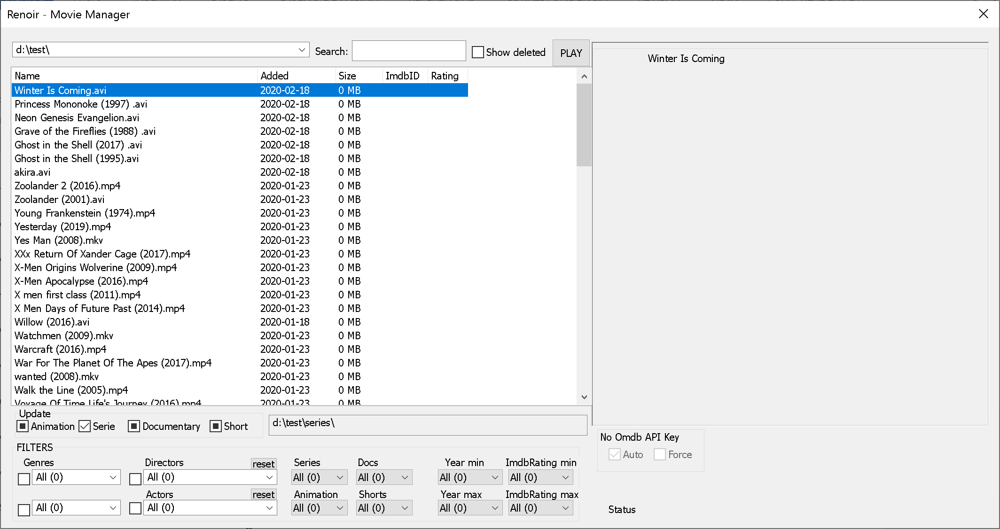 Renoir - Movie Manager
d:\test\ Search: Show deleted PLAY
Winter Is Coming
Name Added Size ImdbID Rating
Winter Is Coming.avi 2020-02-18 0 MB
Princess Mononoke (1997) .avi 2020-02-18 0 MB
Neon Genesis Evangelion.avi 2020-02-18 0 MB
Grave of the Fireflies (1988) .avi 2020-02-18 0 MB
Ghost in the Shell (2017) .avi 2020-02-18 0 MB
Ghost in the Shell (1995).avi 2020-02-18 0 MB
akira.avi 2020-02-18 0 MB
Zoolander 2 (2016).mp4 2020-01-23 0 MB
Zoolander (2001).avi 2020-01-23 0 MB
Young Frankenstein (1974).mp4 2020-01-23 0 MB
Yesterday (2019).mp4 2020-01-23 0 MB
Yes Man (2008).mkv 2020-01-23 0 MB
XXx Return Of Xander Cage (2017).mp4 2020-01-23 0 MB
X-Men Origins Wolverine (2009).mp4 2020-01-23 0 MB
X-Men Apocalypse (2016).mp4 2020-01-23 0 MB
X men first class (2011).mp4 2020-01-23 0 MB
X Men Days of Future Past (2014).mp4 2020-01-23 0 MB
Willow (2016).avi 2020-01-18 0 MB
Watchmen (2009).mkv 2020-01-23 0 MB
Warcraft (2016).mp4 2020-01-23 0 MB
War For The Planet Of The Apes (2017).mp4 2020-01-23 0 MB
wanted (2008).mkv 2020-01-23 0 MB
Walk the Line (2005).mp4 2020-01-23 0 MB
Voyage Of Time Life's Journey (2016).mp4 2020-01-23 0 MB
Update
Animation Serie Documentary Short
d:\test\series\
No Omdb API Key
Auto Force
FILTERS
Genres Directors reset Series Docs Year min ImdbRating min
All (0) All (0) All (0) All (0) All (0) All (0)
Actors reset Animation Shorts Year max ImdbRating max
All (0) All (0) All (0) All (0) All (0) All (0)
Status